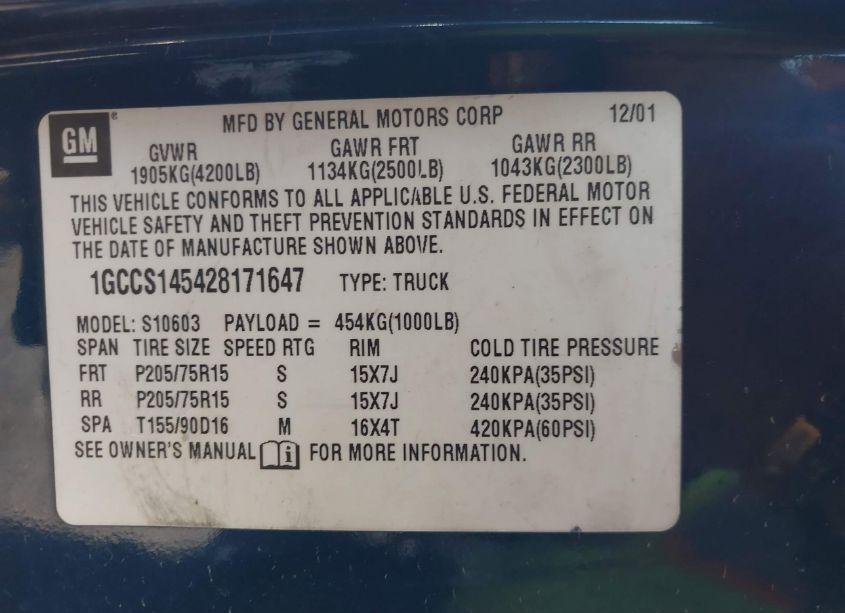 GM ®
MFD BY GENERAL MOTORS CORP 12/01
GVWR GAWR FRT GAWR RR
1905KG(4200LB) 1134KG(2500LB) 1043KG(2300LB)
THIS VEHICLE CONFORMS TO ALL APPLICABLE U.S. FEDERAL MOTOR
VEHICLE SAFETY AND THEFT PREVENTION STANDARDS IN EFFECT ON
THE DATE OF MANUFACTURE SHOWN ABOVE.
1GCCS145428171647 TYPE: TRUCK
MODEL: S10603 PAYLOAD = 454KG(1000LB)
SPAN TIRE SIZE SPEED RTG RIM COLD TIRE PRESSURE
FRT P205/75R15 S 15X7J 240KPA(35PSI)
RR P205/75R15 S 15X7J 240KPA(35PSI)
SPA T155/90D16 M 16X4T 420KPA(60PSI)
SEE OWNER'S MANUAL i FOR MORE INFORMATION.